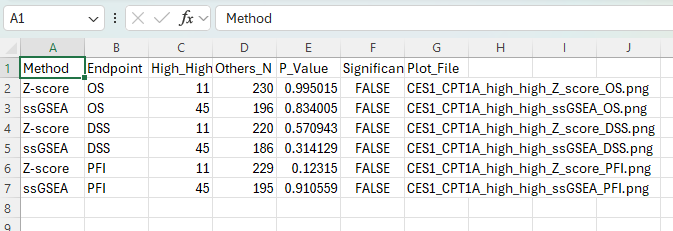 A1 fx Method
A B C D E F G H I J
1 Method Endpoint High_High Others_N P_Value Significan Plot_File
2 Z-score OS 11 230 0.995015 FALSE CES1_CPT1A_high_high_Z_score_OS.png
3 ssGSEA OS 45 196 0.834005 FALSE CES1_CPT1A_high_high_ssGSEA_OS.png
4 Z-score DSS 11 220 0.570943 FALSE CES1_CPT1A_high_high_Z_score_DSS.png
5 ssGSEA DSS 45 186 0.314129 FALSE CES1_CPT1A_high_high_ssGSEA_DSS.png
6 Z-score PFI 11 229 0.12315 FALSE CES1_CPT1A_high_high_Z_score_PFI.png
7 ssGSEA PFI 45 195 0.910559 FALSE CES1_CPT1A_high_high_ssGSEA_PFI.png
8
9